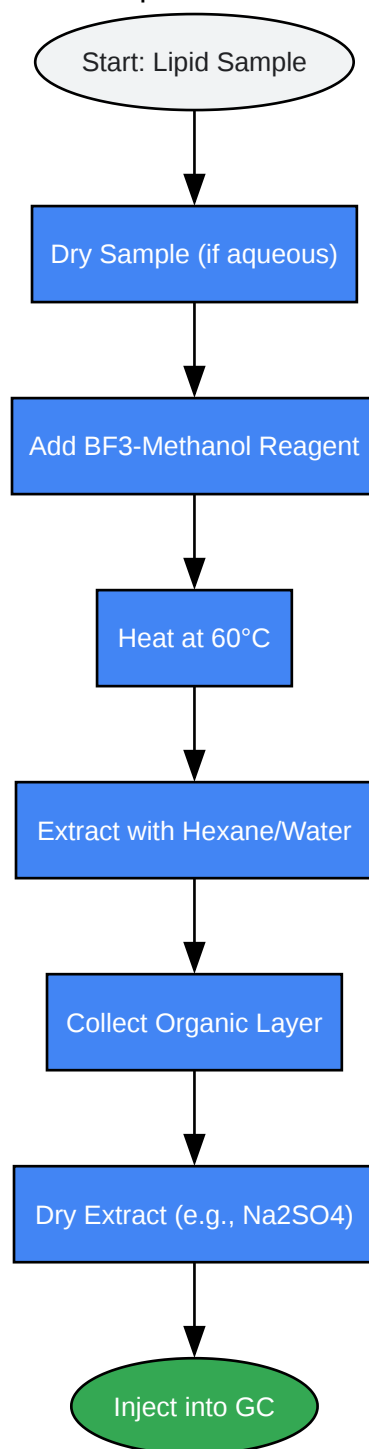 Start: Lipid Sample
Dry Sample (if aqueous)
Add BF3-Methanol Reagent
Heat at 60°C
Extract with Hexane/Water
Collect Organic Layer
Dry Extract (e.g., Na2SO4)
Inject into GC